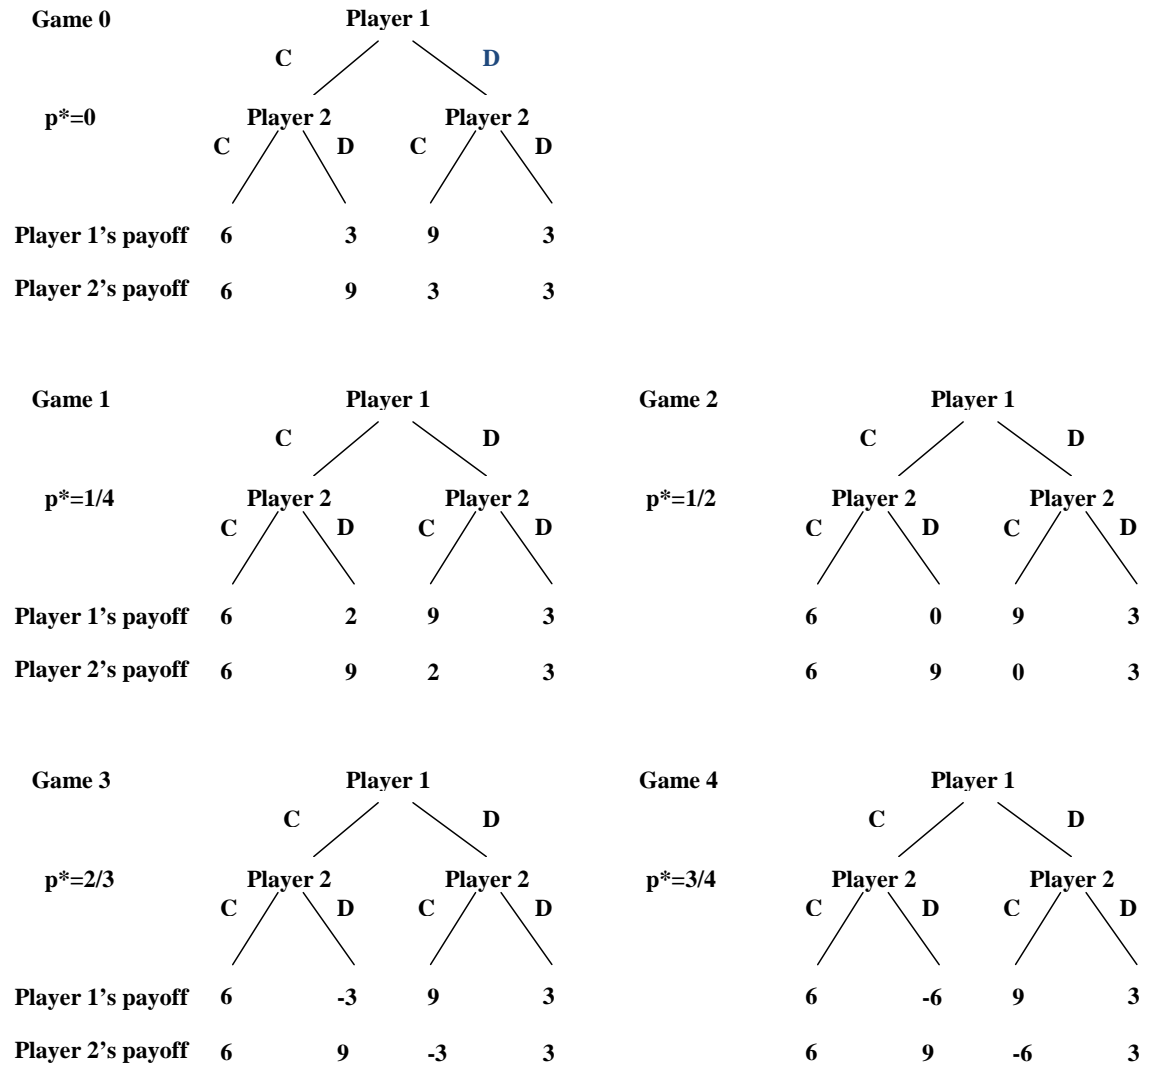 Game 0 Player 1
C D
p*=0 Player 2 Player 2
C D C D
Player 1’s payoff 6 3 9 3
Player 2’s payoff 6 9 3 3
Game 1 Player 1
C D
p*=1/4 Player 2 Player 2
C D C D
Player 1’s payoff 6 2 9 3
Player 2’s payoff 6 9 2 3
Game 2 Player 1
C D
p*=1/2 Player 2 Player 2
C D C D
6 0 9 3
6 9 0 3
Game 3 Player 1
C D
p*=2/3 Player 2 Player 2
C D C D
Player 1’s payoff 6 -3 9 3
Player 2’s payoff 6 9 -3 3
Game 4 Player 1
C D
p*=3/4 Player 2 Player 2
C D C D
6 -6 9 3
6 9 -6 3